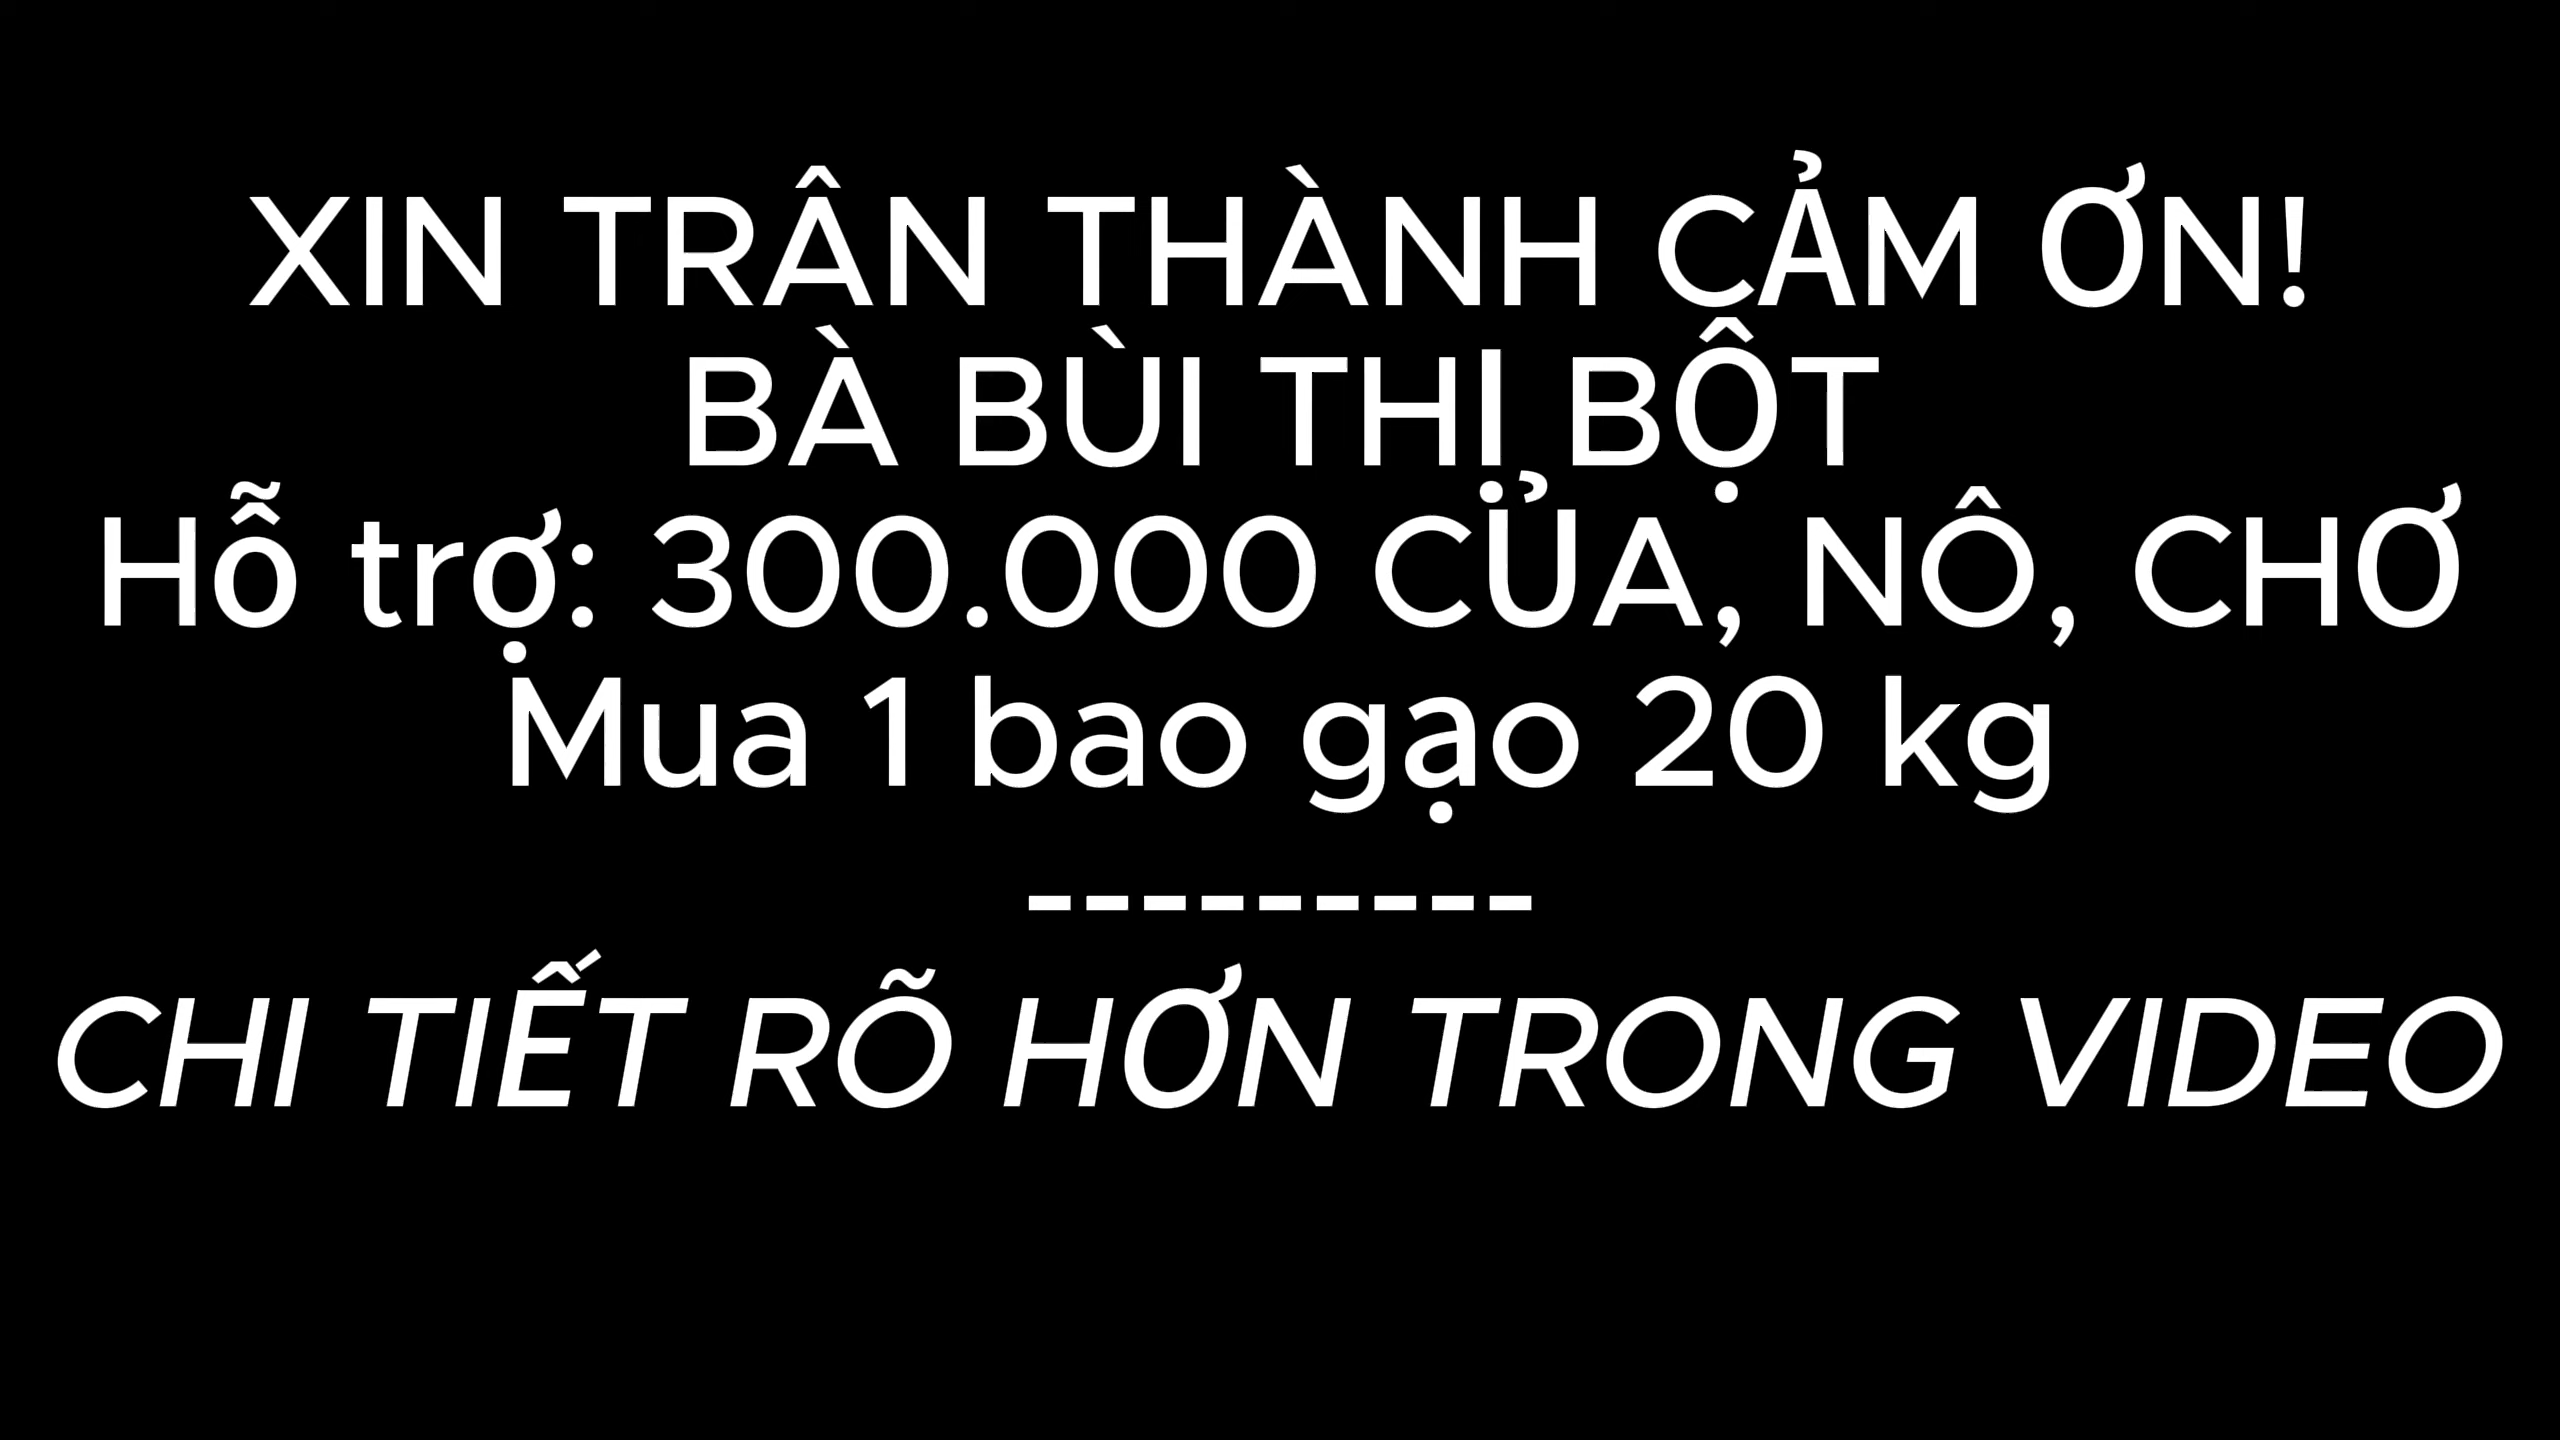 XIN TRÂN THÀNH CẢM ƠN!
BÀ BÙI THỊ BỘT
Hỗ trợ: 300.000 CỦA, NÔ, CHƠ
Mua 1 bao gạo 20 kg
---------
CHI TIẾT RÕ HƠN TRONG VIDEO